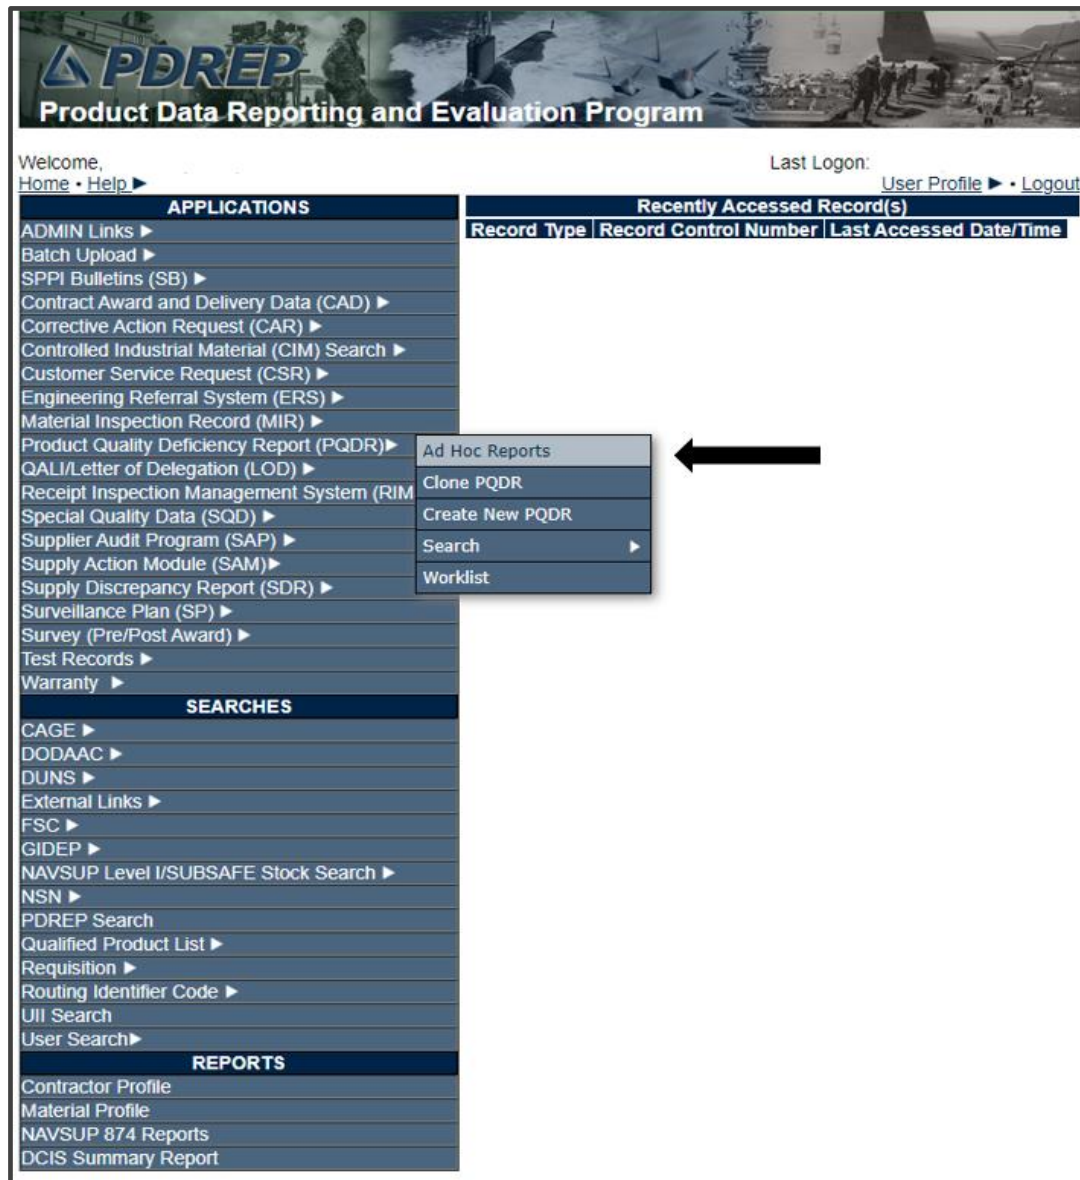 PDREP
Product Data Reporting and Evaluation Program
Welcome,
Last Logon:
Home • Help ▶
User Profile ▶ • Logout
APPLICATIONS
ADMIN Links ▶
Batch Upload ▶
SPPI Bulletins (SB) ▶
Contract Award and Delivery Data (CAD) ▶
Corrective Action Request (CAR) ▶
Controlled Industrial Material (CIM) Search ▶
Customer Service Request (CSR) ▶
Engineering Referral System (ERS) ▶
Material Inspection Record (MIR) ▶
Product Quality Deficiency Report (PQDR)▶
QALI/Letter of Delegation (LOD) ▶
Receipt Inspection Management System (RIM
Special Quality Data (SQD) ▶
Supplier Audit Program (SAP) ▶
Supply Action Module (SAM)▶
Supply Discrepancy Report (SDR) ▶
Surveillance Plan (SP) ▶
Survey (Pre/Post Award) ▶
Test Records ▶
Warranty ▶
Ad Hoc Reports
Clone PQDR
Create New PQDR
Search ▶
Worklist
SEARCHES
CAGE ▶
DODAAC ▶
DUNS ▶
External Links ▶
FSC ▶
GIDEP ▶
NAVSUP Level I/SUBSAFE Stock Search ▶
NSN ▶
PDREP Search
Qualified Product List ▶
Requisition ▶
Routing Identifier Code ▶
UII Search
User Search▶
REPORTS
Contractor Profile
Material Profile
NAVSUP 874 Reports
DCIS Summary Report
Recently Accessed Record(s)
Record Type Record Control Number Last Accessed Date/Time